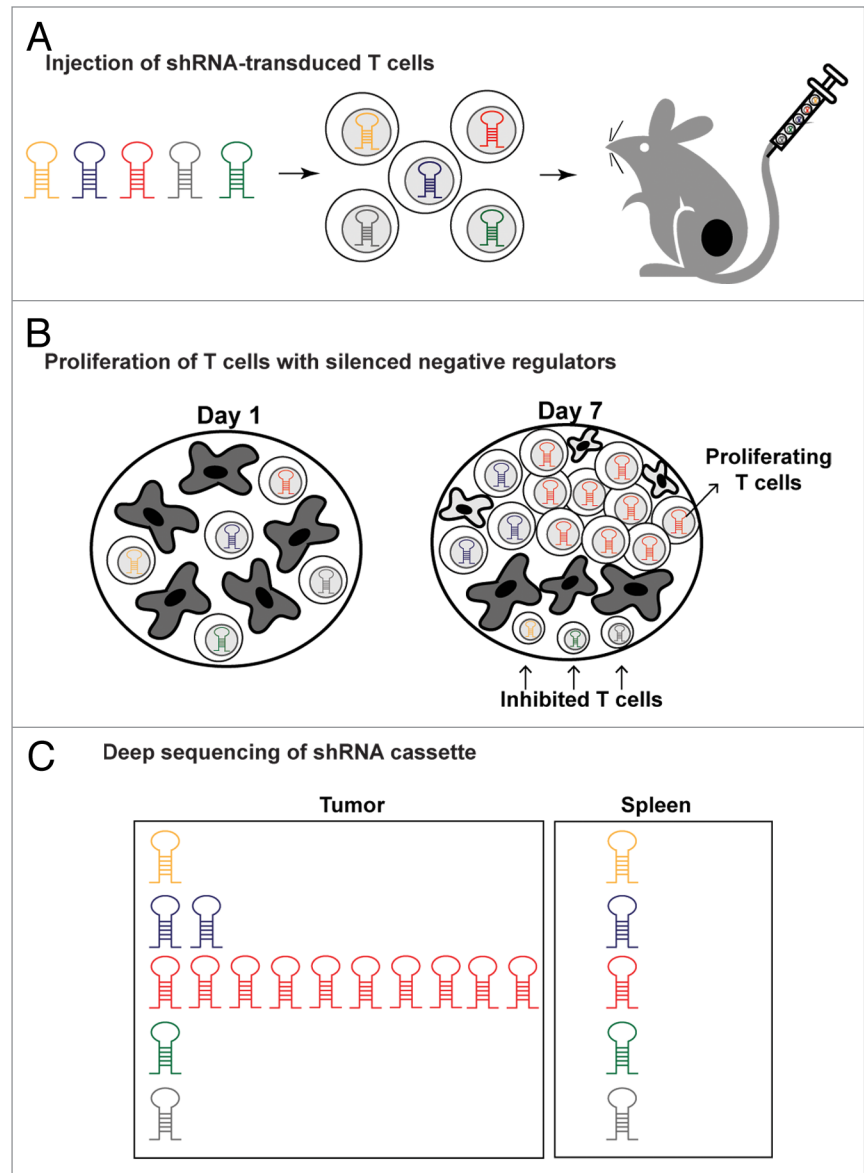 A
Injection of shRNA-transduced T cells
B
Proliferation of T cells with silenced negative regulators
Day 1
Day 7
Proliferating
T cells
Inhibited T cells
C
Deep sequencing of shRNA cassette
Tumor
Spleen